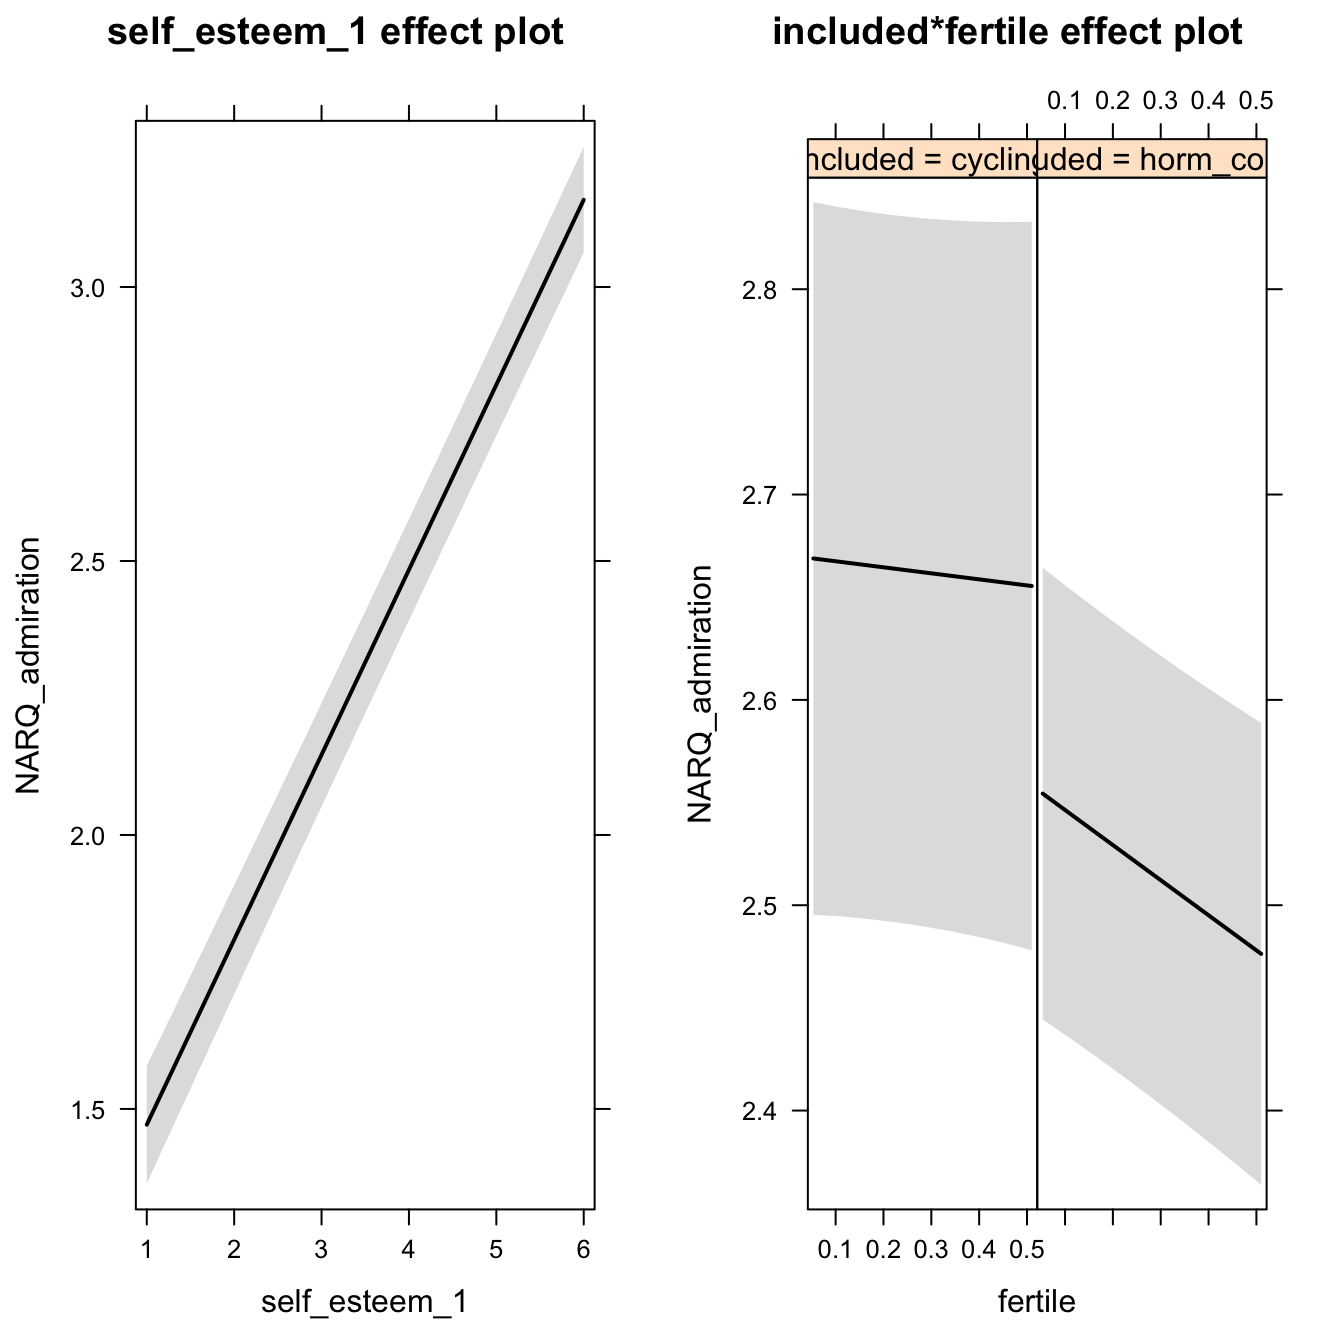 self_esteem_1 effect plot
3.0
2.5
2.0
1.5
NARQ_admiration
1 2 3 4 5 6
self_esteem_1
included*fertile effect plot
0.1 0.2 0.3 0.4 0.5
ncluded = cycling
uded = horm_co
2.8
2.7
2.6
2.5
2.4
NARQ_admiration
0.1 0.2 0.3 0.4 0.5
fertile